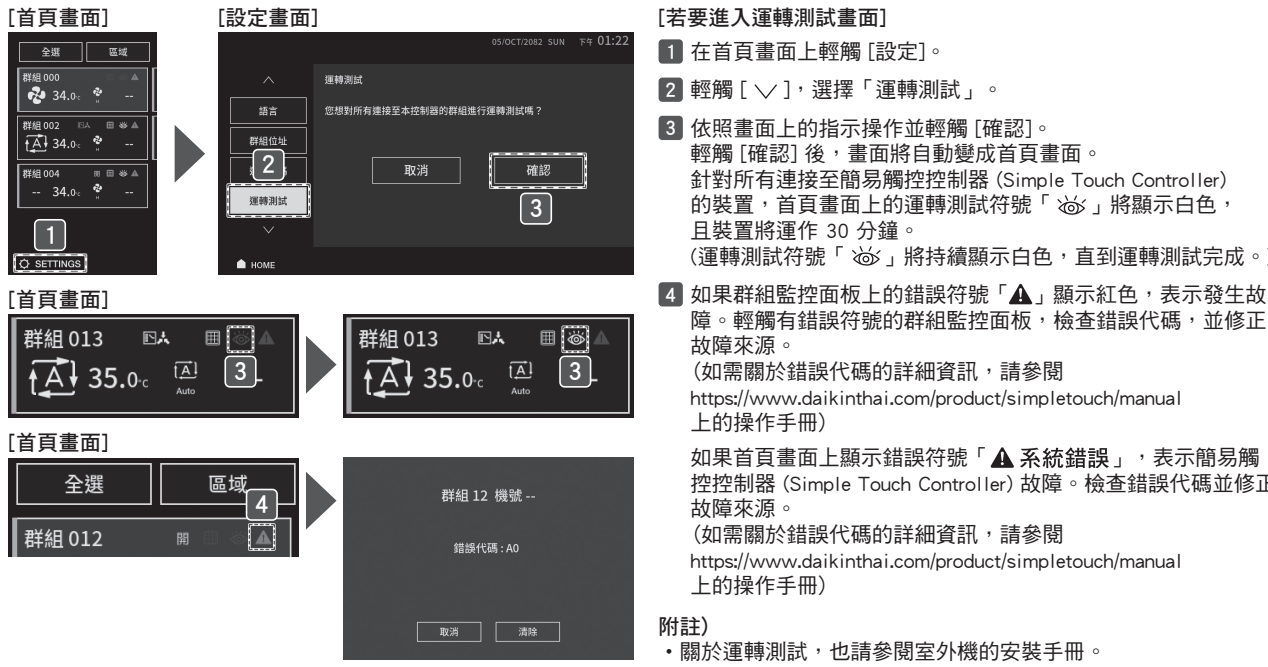 [首頁畫面]
全選 區域
群組 000
34.0°C --
群組 002
A 34.0°C --
群組 004
-- 34.0°C --
1
SETTINGS
[設定畫面]
05/OCT/2082 SUN 下午 01:22
運轉測試
語言
您想對所有連接至本控制器的群組進行運轉測試嗎？
群組位址
2
取消 確認
運轉測試
3
HOME
[首頁畫面]
群組 013
A 35.0°C A
Auto
3
群組 013
A 35.0°C A
Auto
3
[首頁畫面]
全選 區域
4
群組 012 開
群組 12 機號 --
錯誤代碼 : A0
取消 清除
[若要進入運轉測試畫面]
1 在首頁畫面上輕觸 [設定]。
2 輕觸 [ ﹀ ]，選擇「運轉測試」。
3 依照畫面上的指示操作並輕觸 [確認]。
輕觸 [確認] 後，畫面將自動變成首頁畫面。
針對所有連接至簡易觸控控制器 (Simple Touch Controller)
的裝置，首頁畫面上的運轉測試符號「 」將顯示白色，
且裝置將運作 30 分鐘。
(運轉測試符號「 」將持續顯示白色，直到運轉測試完成。)
4 如果群組監控面板上的錯誤符號「⚠」顯示紅色，表示發生故
障。輕觸有錯誤符號的群組監控面板，檢查錯誤代碼，並修正
故障來源。
(如需關於錯誤代碼的詳細資訊，請參閱
https://www.daikinthai.com/product/simpletouch/manual
上的操作手冊)
如果首頁畫面上顯示錯誤符號「⚠ 系統錯誤」，表示簡易觸
控控制器 (Simple Touch Controller) 故障。檢查錯誤代碼並修正
故障來源。
(如需關於錯誤代碼的詳細資訊，請參閱
https://www.daikinthai.com/product/simpletouch/manual
上的操作手冊)
附註)
・關於運轉測試，也請參閱室外機的安裝手冊。